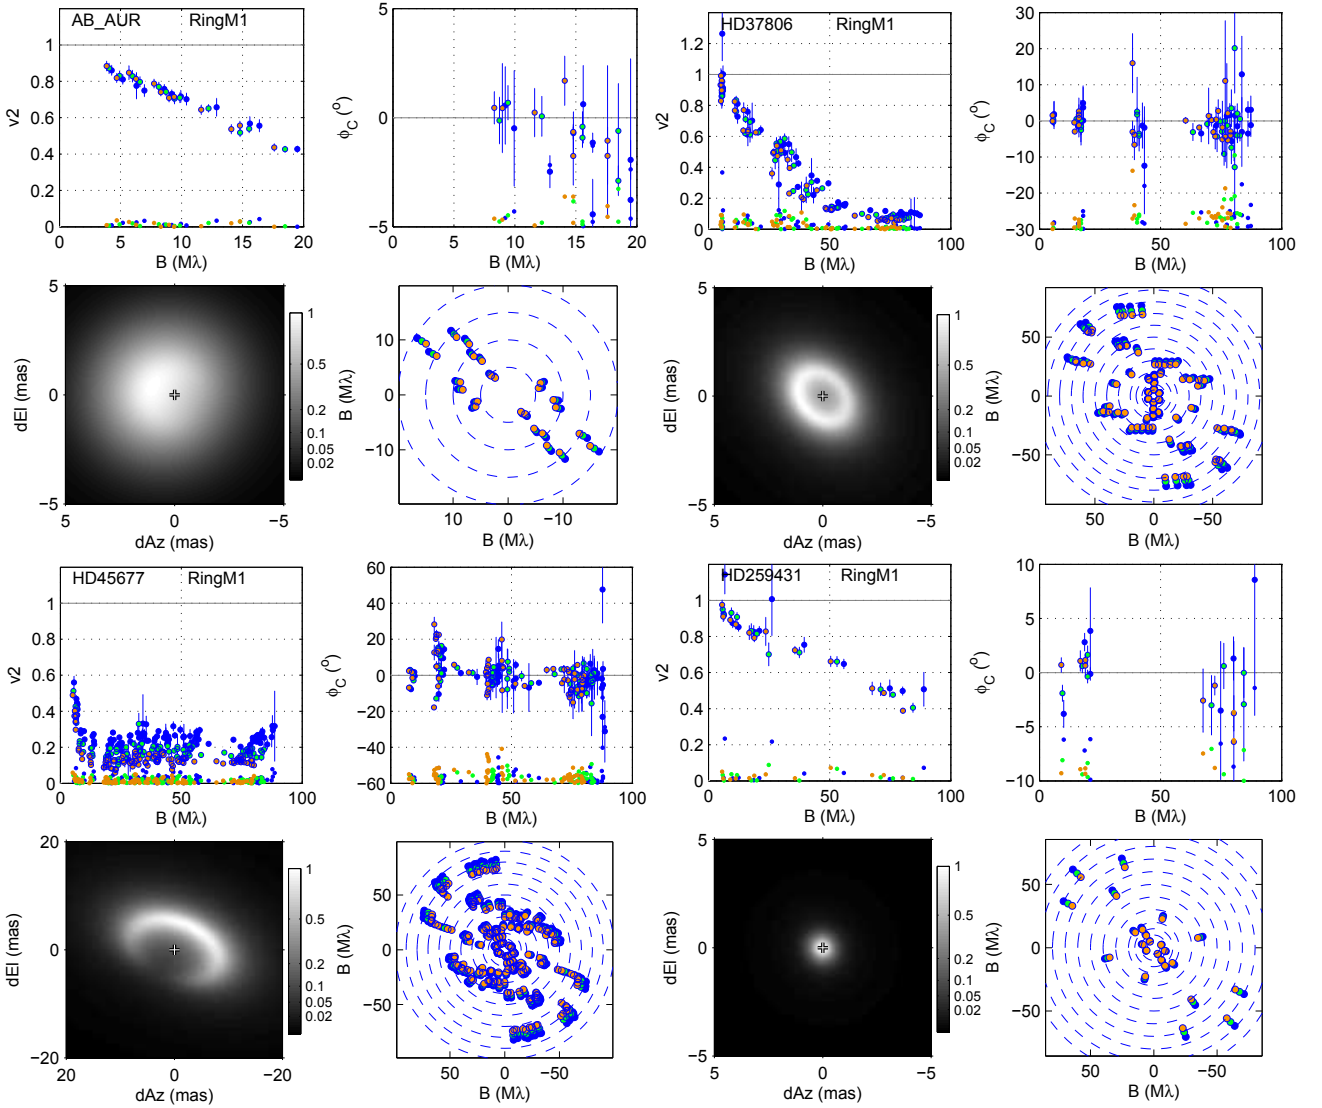 AB_AUR RingM1
1
0.8
0.6
0.4
0.2
0
v2
0 5 10 15 20
B (Mλ)
5
0
−5
ϕC (o)
0 5 10 15 20
B (Mλ)
HD37806 RingM1
1.2
1
0.8
0.6
0.4
0.2
0
v2
0 50 100
B (Mλ)
30
20
10
0
−10
−20
−30
ϕC (o)
0 50 100
B (Mλ)
5
0
−5
dEl (mas)
5 0 −5
dAz (mas)
1
0.5
0.2
0.1
0.05
0.02
B (Mλ)
10
0
−10
10 0 −10
B (Mλ)
5
0
−5
dEl (mas)
5 0 −5
dAz (mas)
1
0.5
0.2
0.1
0.05
0.02
B (Mλ)
50
0
−50
50 0 −50
B (Mλ)
HD45677 RingM1
1
0.8
0.6
0.4
0.2
0
v2
0 50 100
B (Mλ)
60
40
20
0
−20
−40
−60
ϕC (o)
0 50 100
B (Mλ)
HD259431 RingM1
1
0.8
0.6
0.4
0.2
0
v2
0 50 100
B (Mλ)
10
5
0
−5
−10
ϕC (o)
0 50 100
B (Mλ)
20
0
−20
dEl (mas)
20 0 −20
dAz (mas)
1
0.5
0.2
0.1
0.05
0.02
B (Mλ)
50
0
−50
50 0 −50
B (Mλ)
5
0
−5
dEl (mas)
5 0 −5
dAz (mas)
1
0.5
0.2
0.1
0.05
0.02
B (Mλ)
50
0
−50
50 0 −50
B (Mλ)